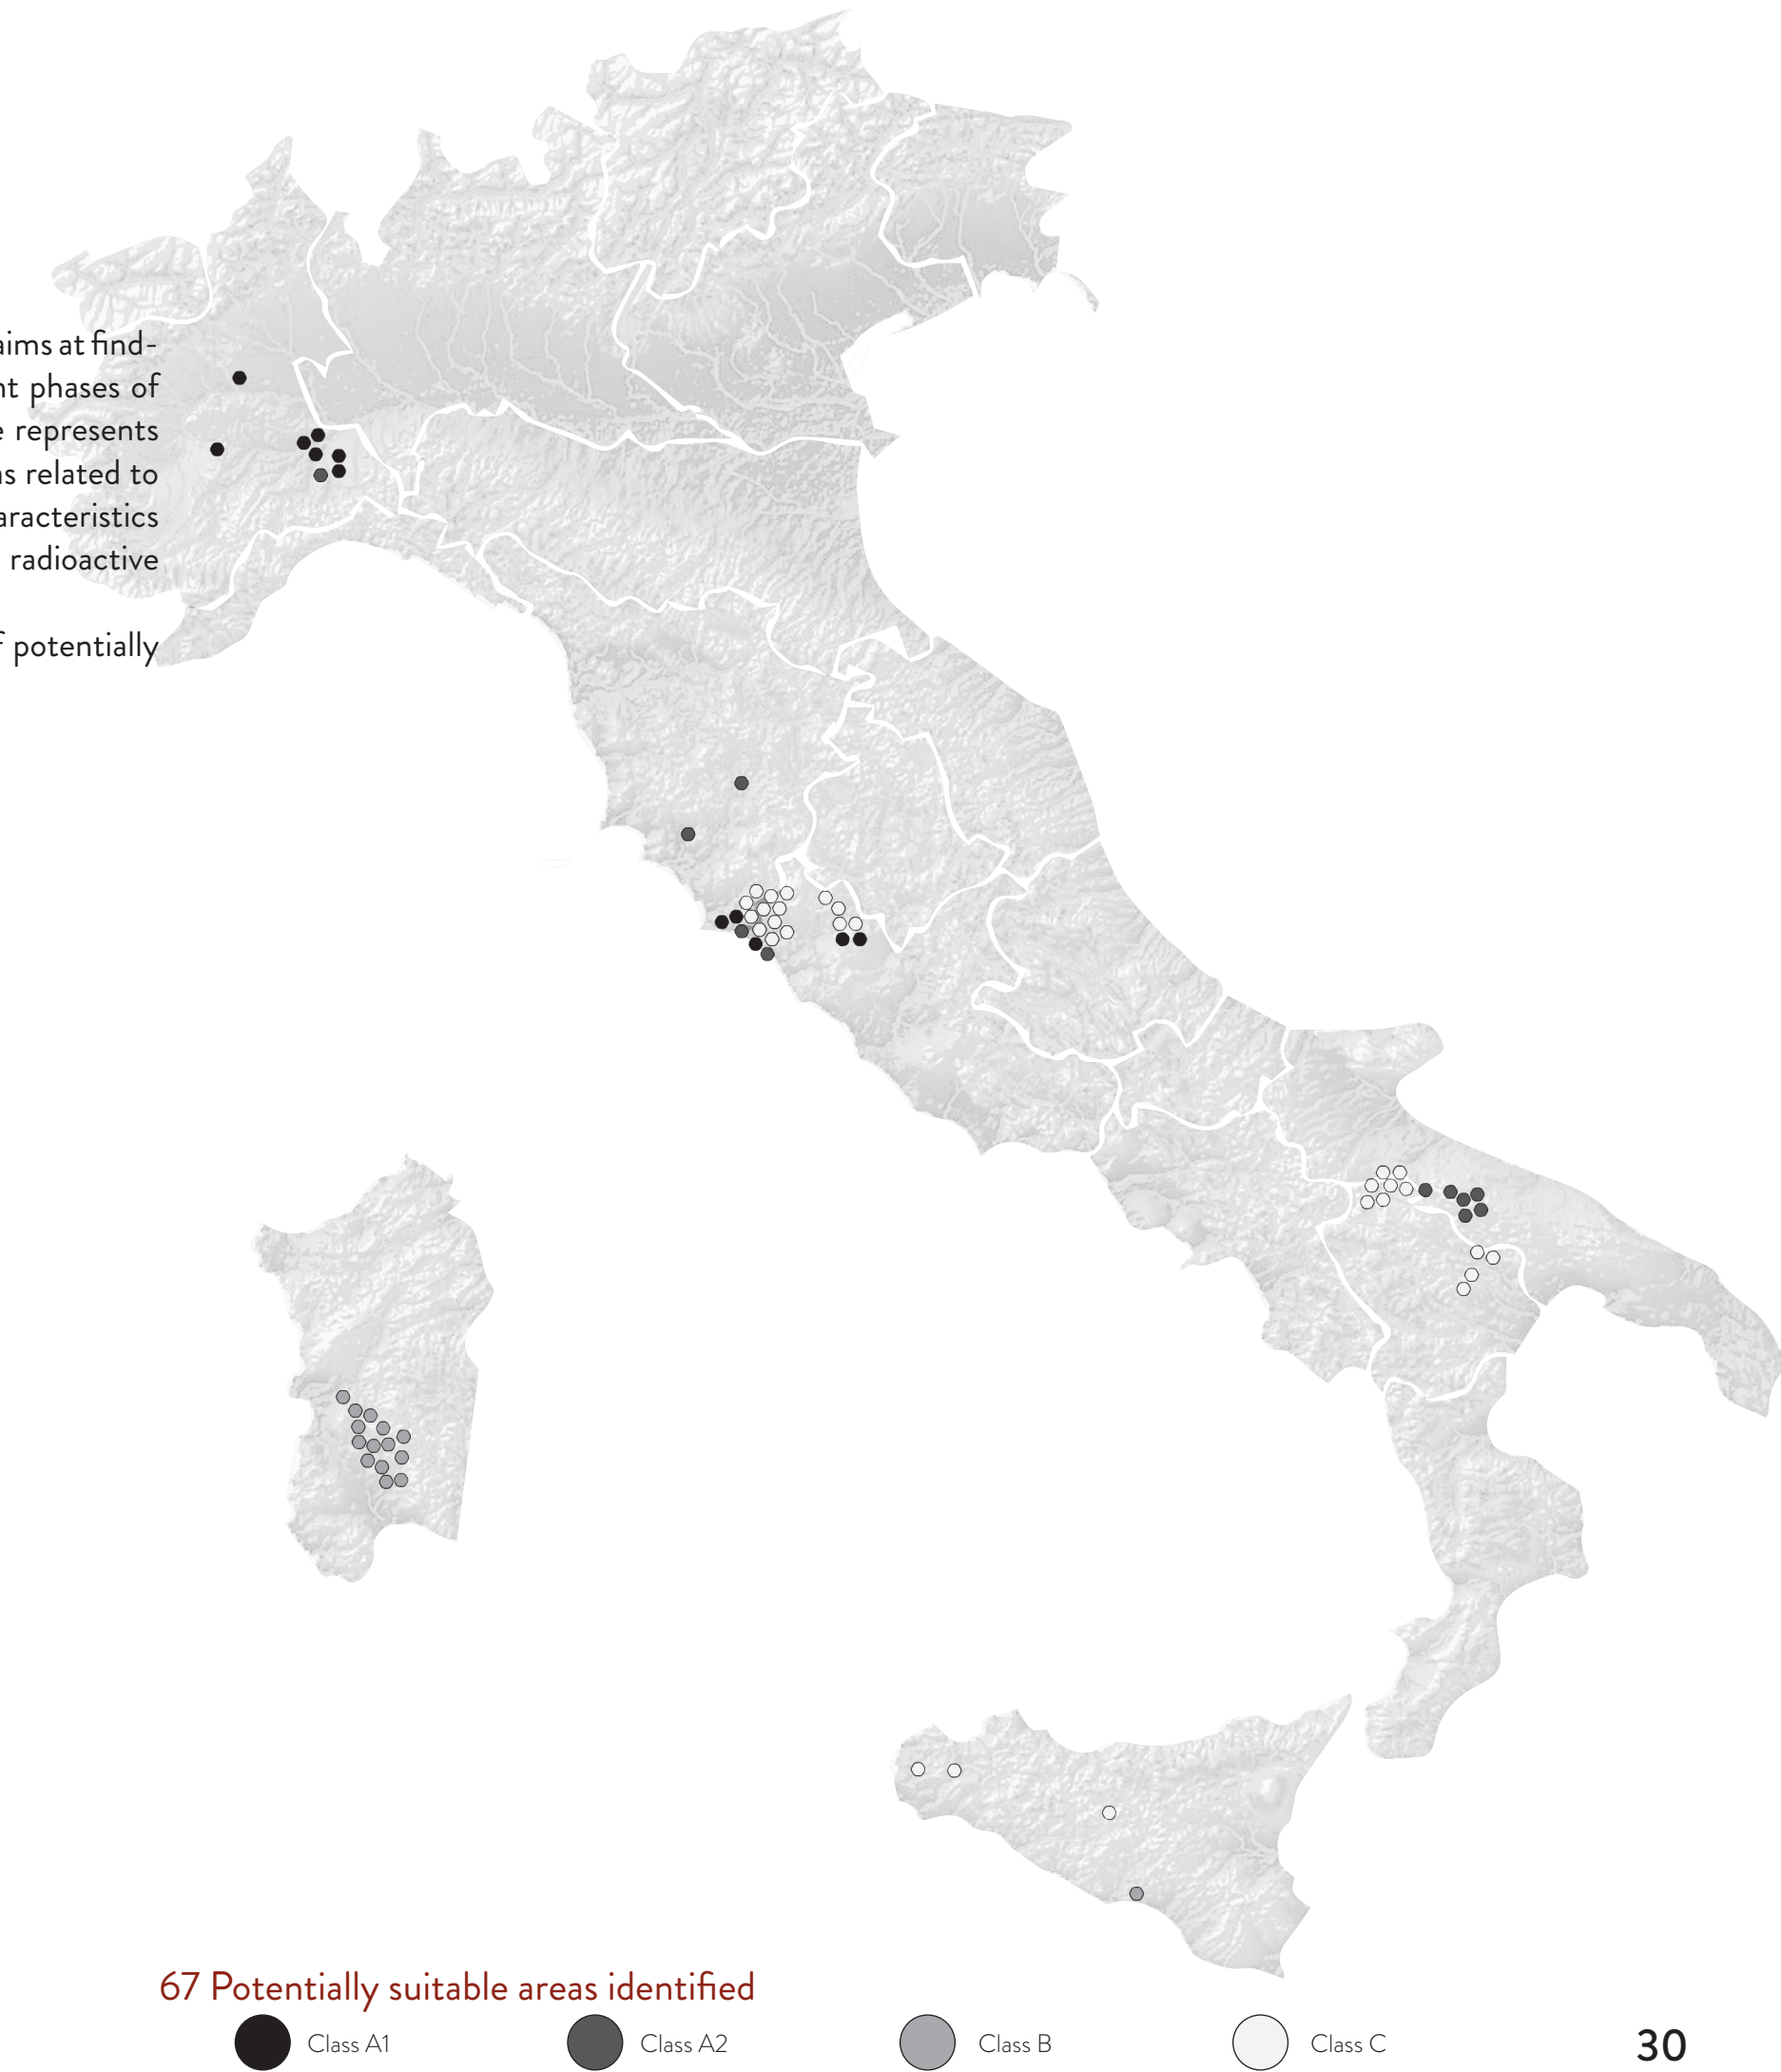 aims at find-
nt phases of
e represents
ns related to
aracteristics
radioactive
f potentially
67 Potentially suitable areas identified
Class A1
Class A2
Class B
Class C
30